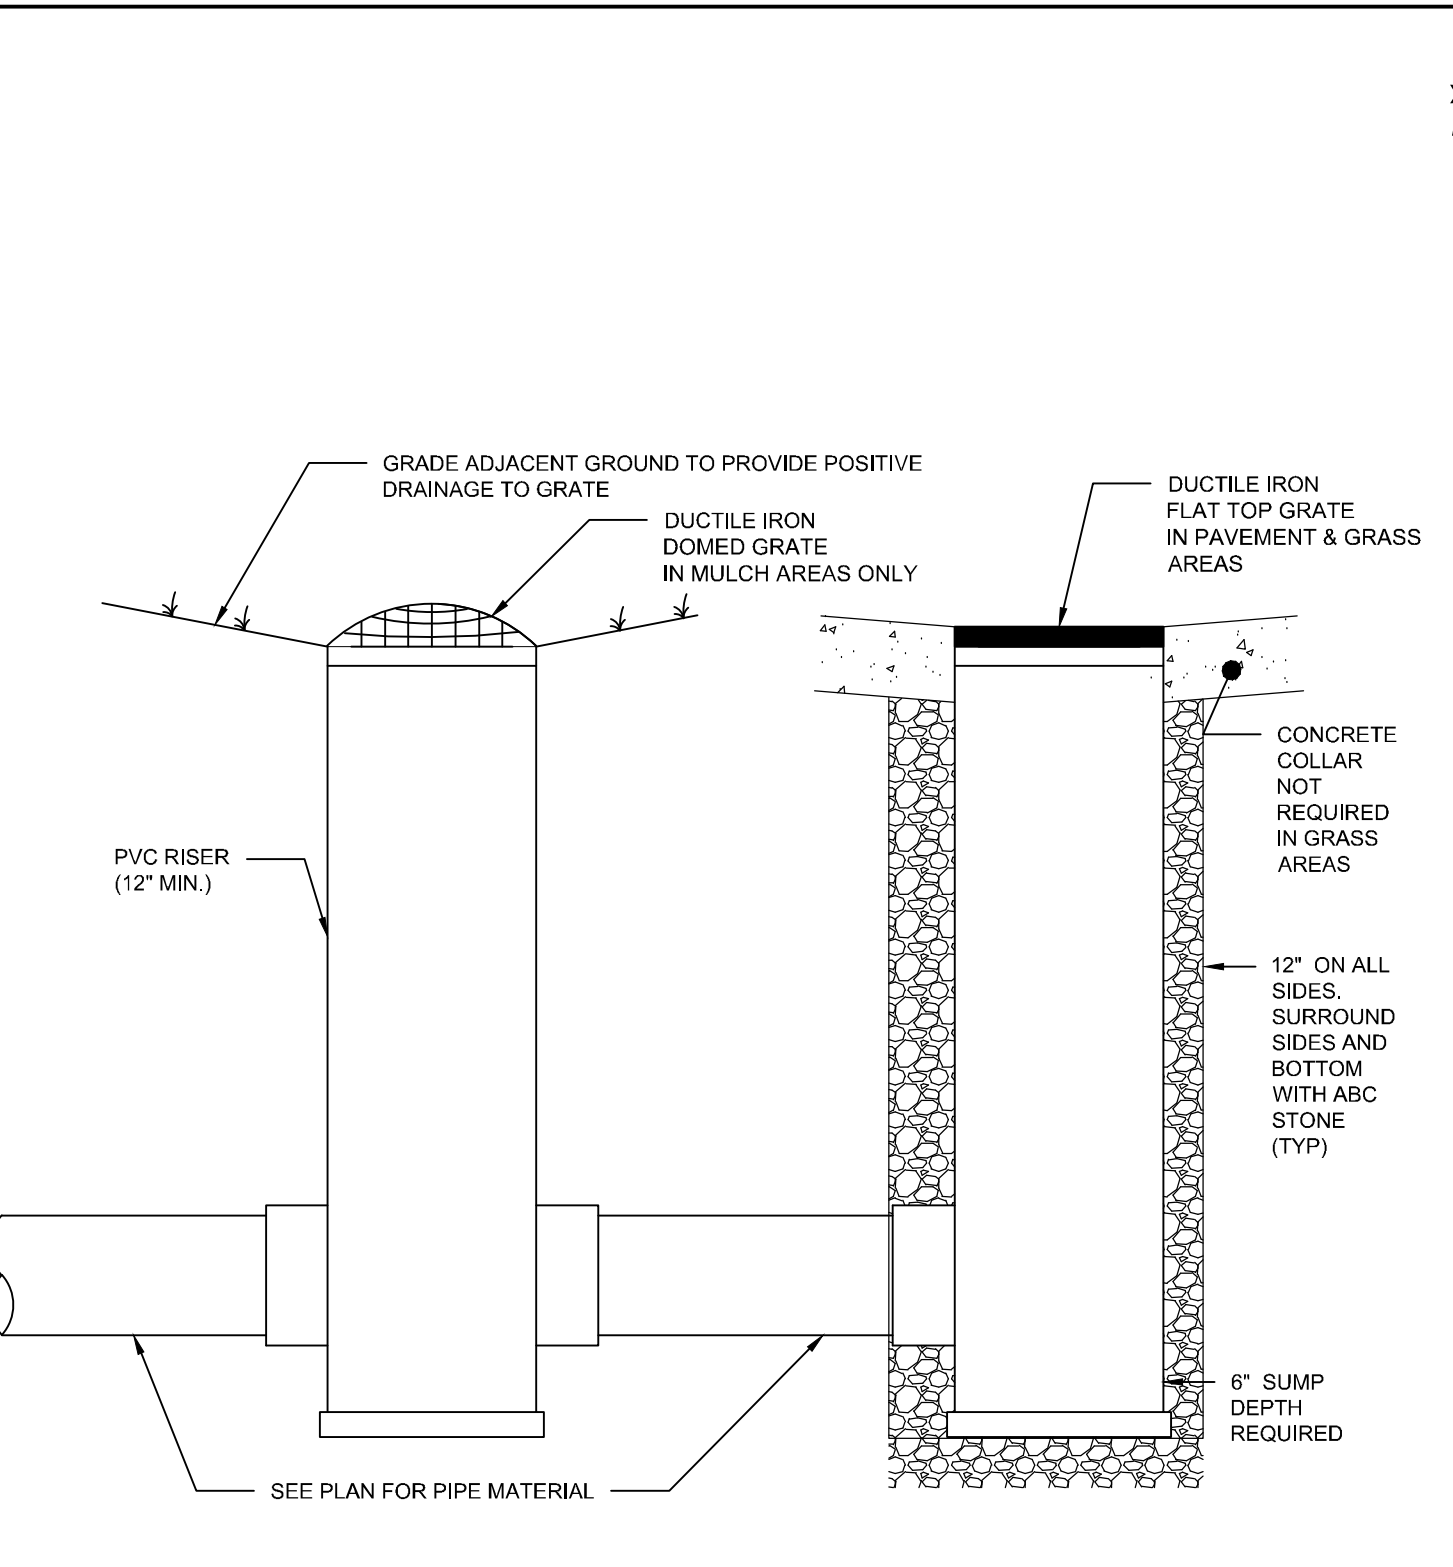 GRADE ADJACENT GROUND TO PROVIDE POSITIVE
DRAINAGE TO GRATE
DUCTILE IRON
DOMED GRATE
IN MULCH AREAS ONLY
DUCTILE IRON
FLAT TOP GRATE
IN PAVEMENT & GRASS
AREAS
CONCRETE
COLLAR
NOT
REQUIRED
IN GRASS
AREAS
PVC RISER
(12" MIN.)
12" ON ALL
SIDES.
SURROUND
SIDES AND
BOTTOM
WITH ABC
STONE
(TYP)
6" SUMP
DEPTH
REQUIRED
SEE PLAN FOR PIPE MATERIAL